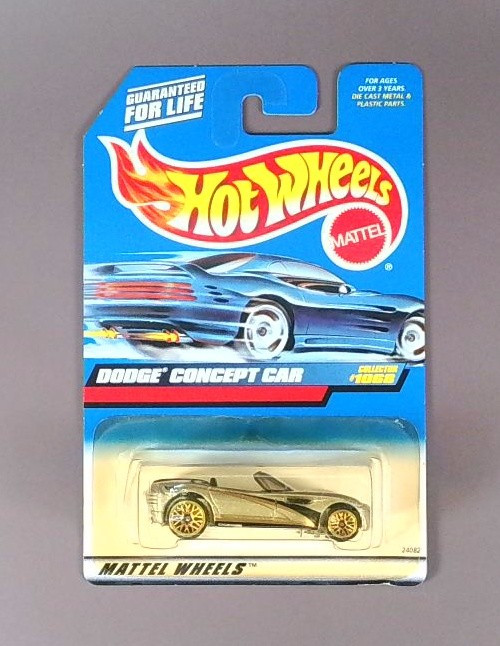 GUARANTEED
FOR LIFE
FOR AGES
OVER 3 YEARS.
DIE CAST METAL &
PLASTIC PARTS.
HOT WHEELS
MATTEL
®
DODGE® CONCEPT CAR
COLLECTOR
24082
MATTEL WHEELS™